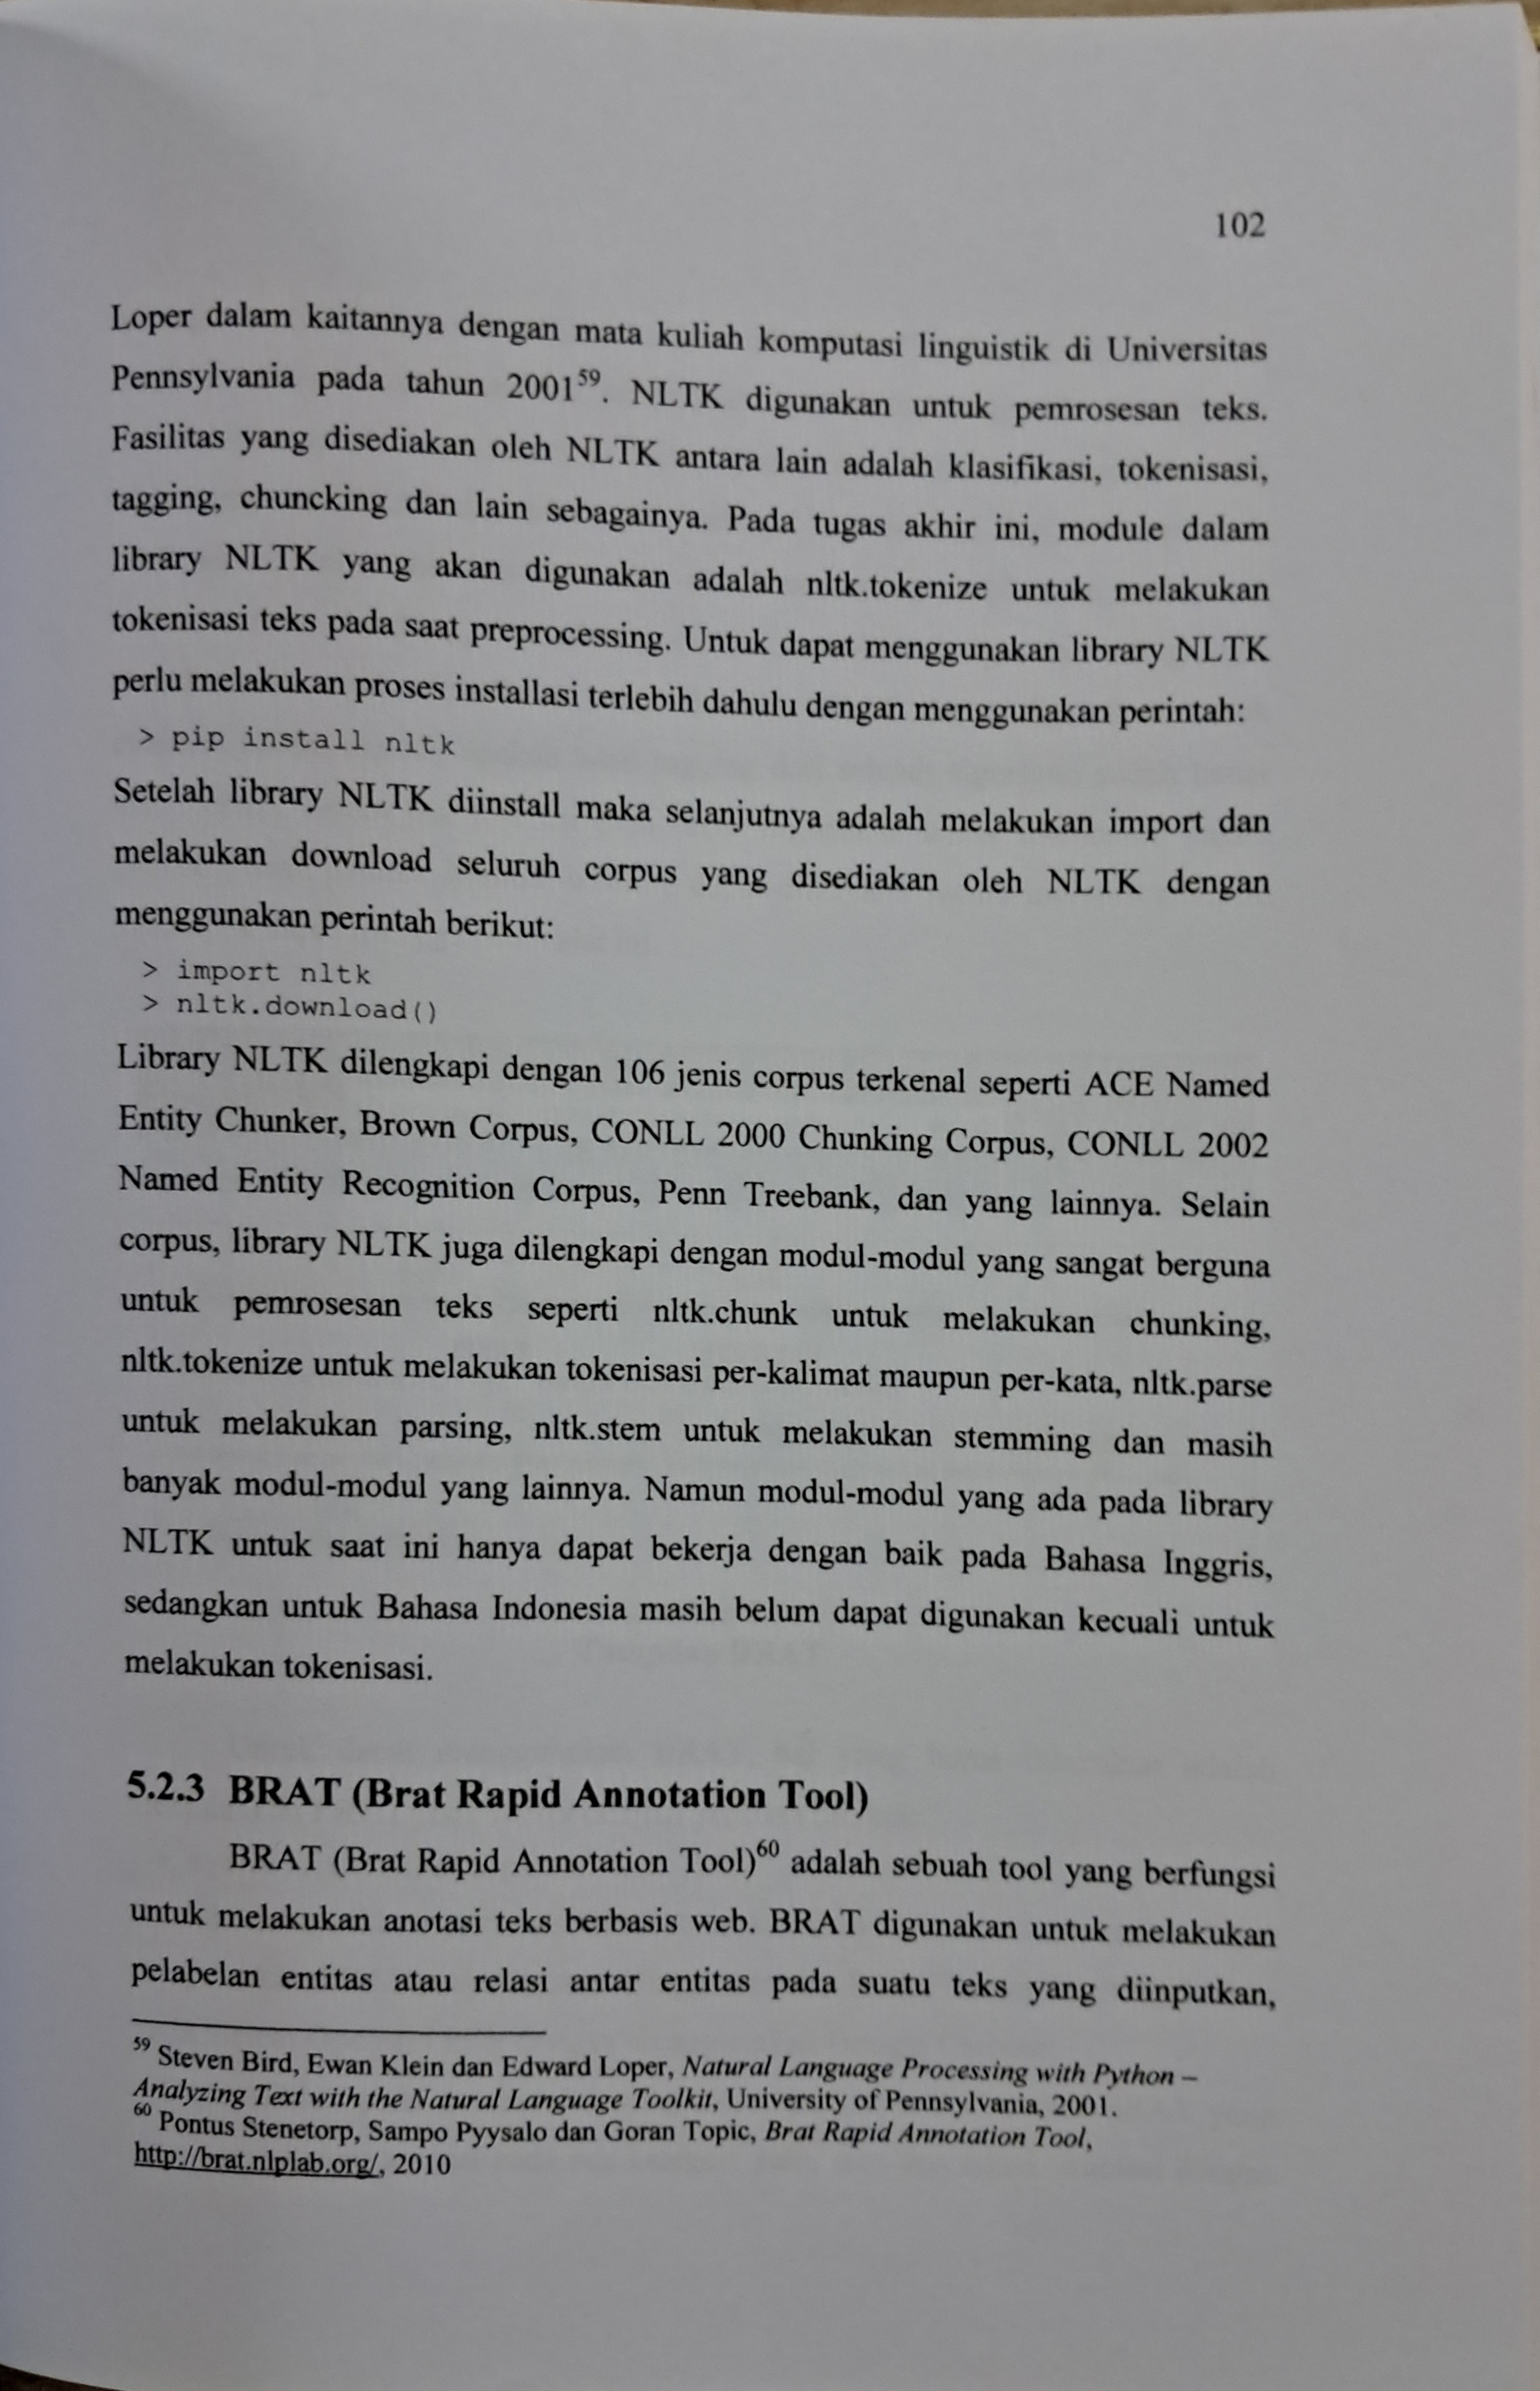 102
Loper dalam kaitannya dengan mata kuliah komputasi linguistik di Universitas
Pennsylvania pada tahun 2001⁵⁹. NLTK digunakan untuk pemrosesan teks.
Fasilitas yang disediakan oleh NLTK antara lain adalah klasifikasi, tokenisasi,
tagging, chuncking dan lain sebagainya. Pada tugas akhir ini, module dalam
library NLTK yang akan digunakan adalah nltk.tokenize untuk melakukan
tokenisasi teks pada saat preprocessing. Untuk dapat menggunakan library NLTK
perlu melakukan proses installasi terlebih dahulu dengan menggunakan perintah:
> pip install nltk
Setelah library NLTK diinstall maka selanjutnya adalah melakukan import dan
melakukan download seluruh corpus yang disediakan oleh NLTK dengan
menggunakan perintah berikut:
> import nltk
> nltk.download()
Library NLTK dilengkapi dengan 106 jenis corpus terkenal seperti ACE Named
Entity Chunker, Brown Corpus, CONLL 2000 Chunking Corpus, CONLL 2002
Named Entity Recognition Corpus, Penn Treebank, dan yang lainnya. Selain
corpus, library NLTK juga dilengkapi dengan modul-modul yang sangat berguna
untuk pemrosesan teks seperti nltk.chunk untuk melakukan chunking,
nltk.tokenize untuk melakukan tokenisasi per-kalimat maupun per-kata, nltk.parse
untuk melakukan parsing, nltk.stem untuk melakukan stemming dan masih
banyak modul-modul yang lainnya. Namun modul-modul yang ada pada library
NLTK untuk saat ini hanya dapat bekerja dengan baik pada Bahasa Inggris,
sedangkan untuk Bahasa Indonesia masih belum dapat digunakan kecuali untuk
melakukan tokenisasi.
5.2.3 BRAT (Brat Rapid Annotation Tool)
BRAT (Brat Rapid Annotation Tool)⁶⁰ adalah sebuah tool yang berfungsi
untuk melakukan anotasi teks berbasis web. BRAT digunakan untuk melakukan
pelabelan entitas atau relasi antar entitas pada suatu teks yang diinputkan,
⁵⁹ Steven Bird, Ewan Klein dan Edward Loper, Natural Language Processing with Python –
Analyzing Text with the Natural Language Toolkit, University of Pennsylvania, 2001.
⁶⁰ Pontus Stenetorp, Sampo Pyysalo dan Goran Topic, Brat Rapid Annotation Tool,
http://brat.nlplab.org/, 2010